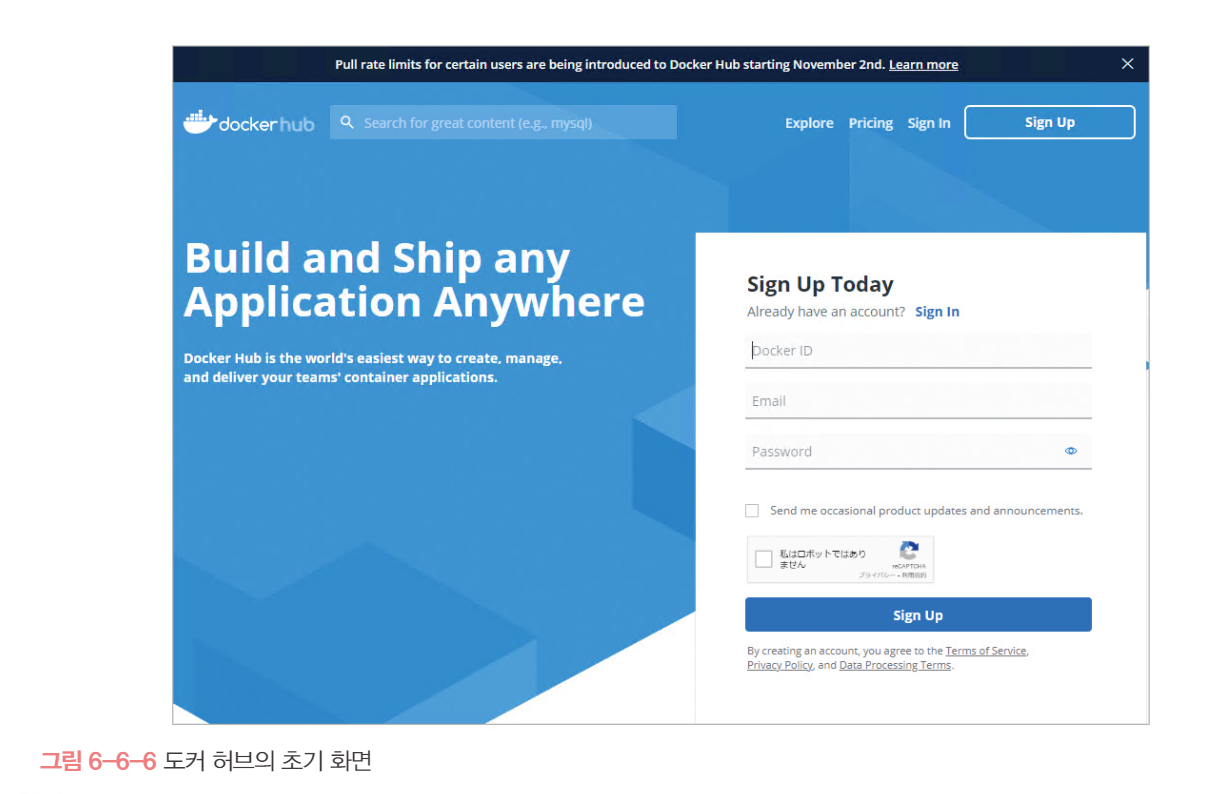 Pull rate limits for certain users are being introduced to Docker Hub starting November 2nd. Learn more
dockerhub
Search for great content (e.g., mysql)
Explore Pricing Sign In Sign Up
Build and Ship any
Application Anywhere
Docker Hub is the world's easiest way to create, manage,
and deliver your teams' container applications.
Sign Up Today
Already have an account? Sign In
Docker ID
Email
Password
Send me occasional product updates and announcements.
私はロボットではあり
ません
reCAPTCHA
プライバシー - 利用規約
Sign Up
By creating an account, you agree to the Terms of Service,
Privacy Policy, and Data Processing Terms.
그림 6-6-6 도커 허브의 초기 화면